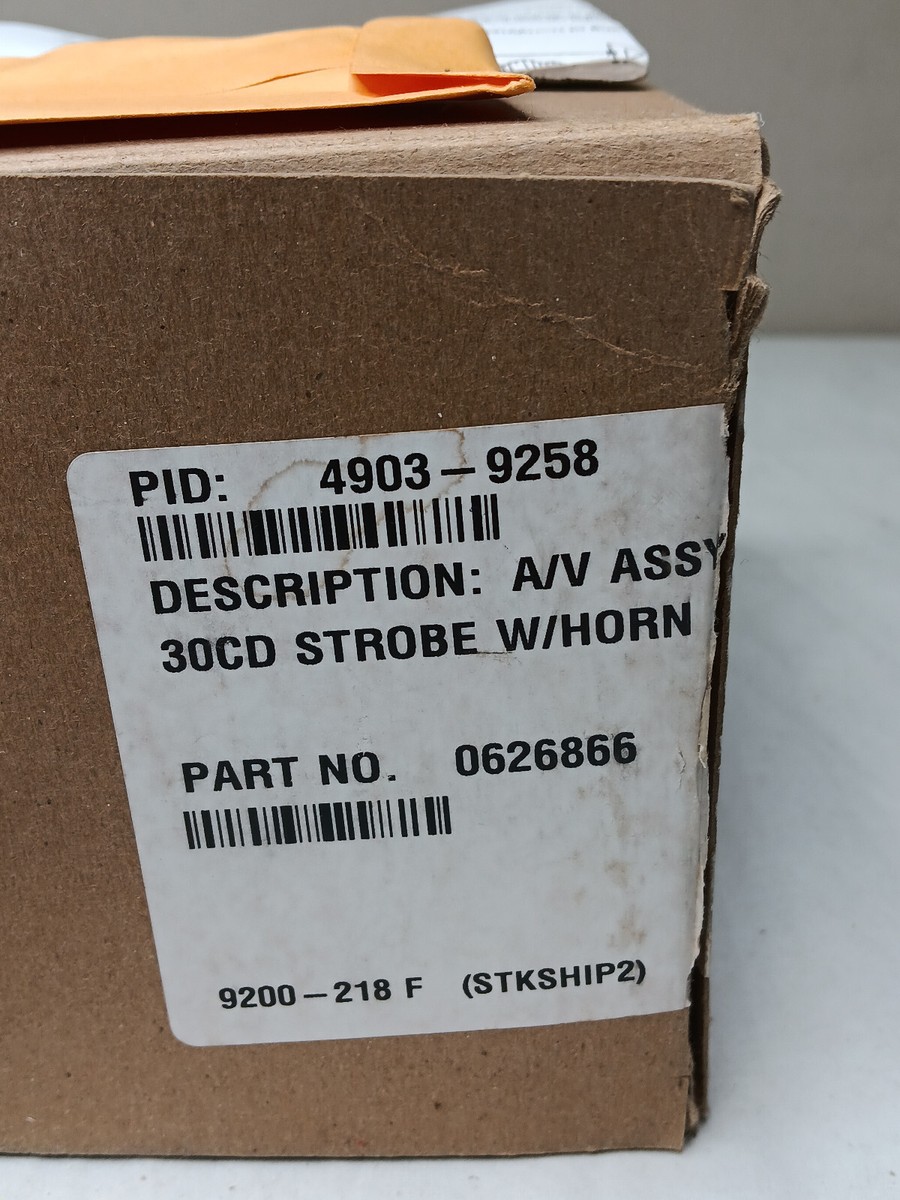 PID: 4903-9258
DESCRIPTION: A/V ASSY
30CD STROBE W/HORN
PART NO. 0626866
9200-218 F (STKSHIP2)